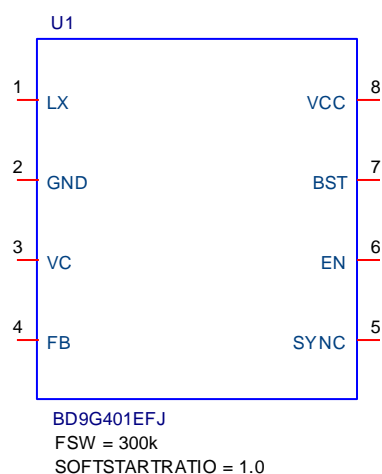 U1
1 LX VCC 8
2 GND BST 7
3 VC EN 6
4 FB SYNC 5
BD9G401EFJ
FSW = 300k
SOFTSTARTRATIO = 1.0